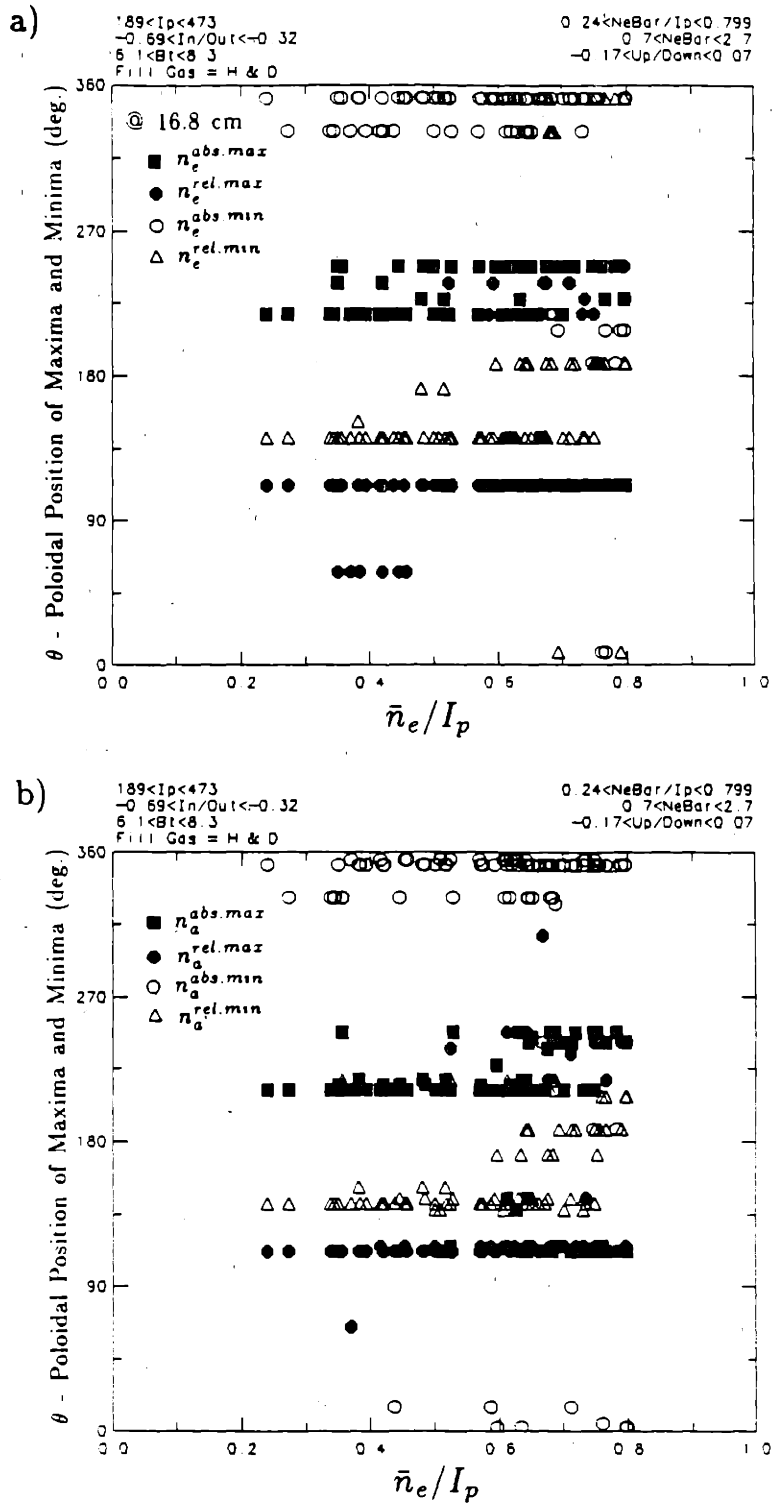 a)
189<Ip<473
-0.69<In/Out<-0.32
6.1<Bt<8.3
Fill Gas = H & D
0.24<NeBar/Ip<0.799
0.7<NeBar<2.7
-0.17<Up/Down<0.07
θ - Poloidal Position of Maxima and Minima (deg.)
360
270
180
90
0
@ 16.8 cm
n_e^{abs.max}
n_e^{rel.max}
n_e^{abs.min}
n_e^{rel.min}
0.0 0.2 0.4 0.6 0.8 1.0
n̄_e/I_p
b)
189<Ip<473
-0.69<In/Out<-0.32
6.1<Bt<8.3
Fill Gas = H & D
0.24<NeBar/Ip<0.799
0.7<NeBar<2.7
-0.17<Up/Down<0.07
θ - Poloidal Position of Maxima and Minima (deg.)
360
270
180
90
0
n_a^{abs.max}
n_a^{rel.max}
n_a^{abs.min}
n_a^{rel.min}
0.0 0.2 0.4 0.6 0.8 1.0
n̄_e/I_p